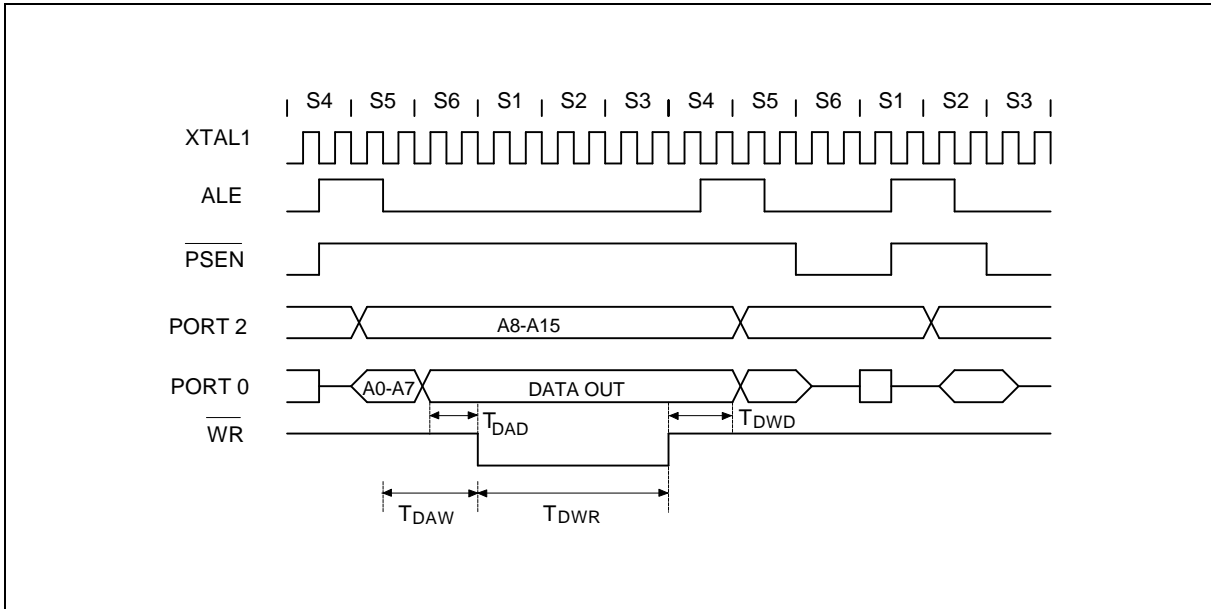 S4 S5 S6 S1 S2 S3 S4 S5 S6 S1 S2 S3
XTAL1
ALE
PSEN
PORT 2
A8-A15
PORT 0
A0-A7
DATA OUT
TDAD
TDWD
WR
TDAW
TDWR